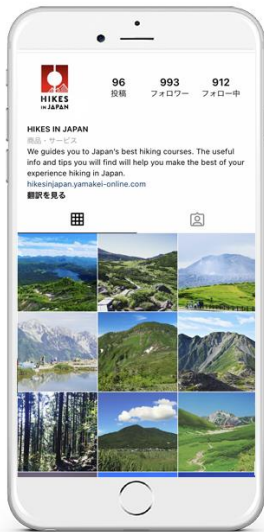 HIKES
IN JAPAN
96 993 912
投稿 フォロワー フォロー中
HIKES IN JAPAN
商品・サービス
We guides you to Japan's best hiking courses. The useful
info and tips you will find will help you make the best of your
experience hiking in Japan.
hikesinjapan.yamakei-online.com
翻訳を見る